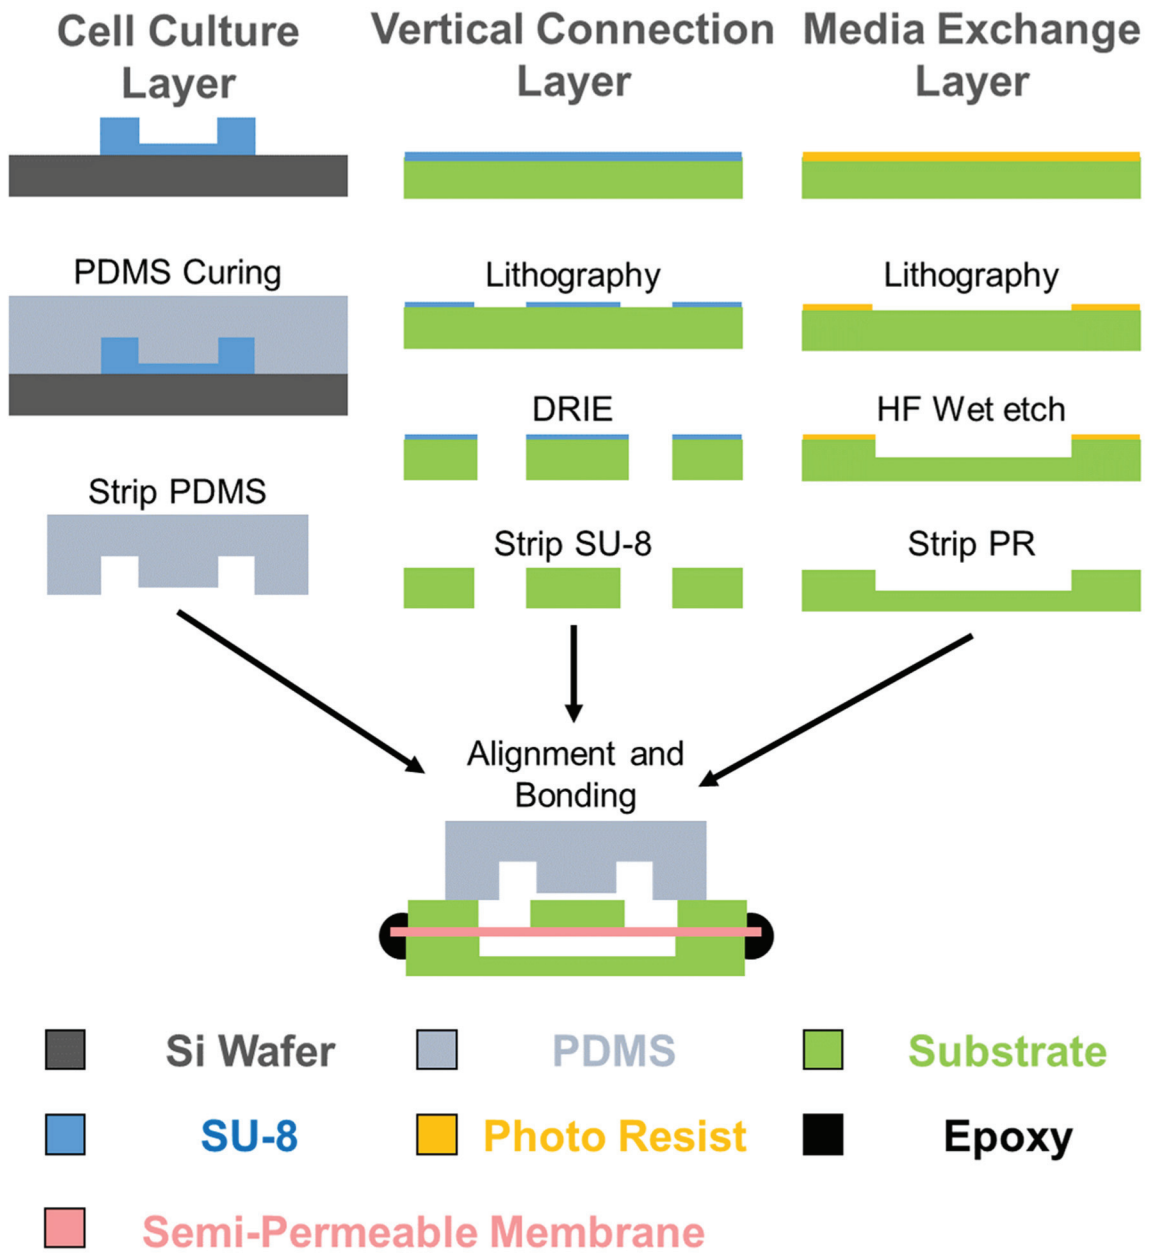 Cell Culture
Layer
Vertical Connection
Layer
Media Exchange
Layer
PDMS Curing
Strip PDMS
Lithography
DRIE
Strip SU-8
Lithography
HF Wet etch
Strip PR
Alignment and
Bonding
Si Wafer
PDMS
Substrate
SU-8
Photo Resist
Epoxy
Semi-Permeable Membrane